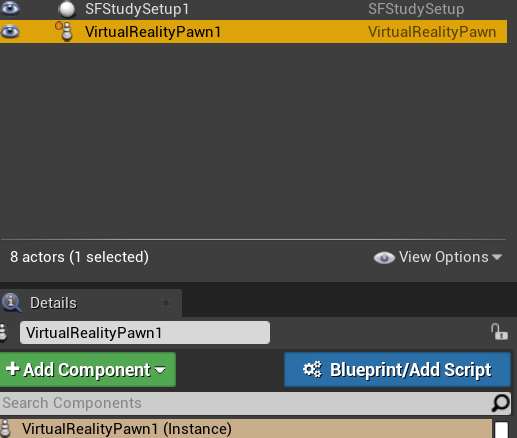 SFStudySetup1 SFStudySetup
VirtualRealityPawn1 VirtualRealityPawn
8 actors (1 selected) View Options
Details
VirtualRealityPawn1
Add Component Blueprint/Add Script
Search Components
VirtualRealityPawn1 (Instance)